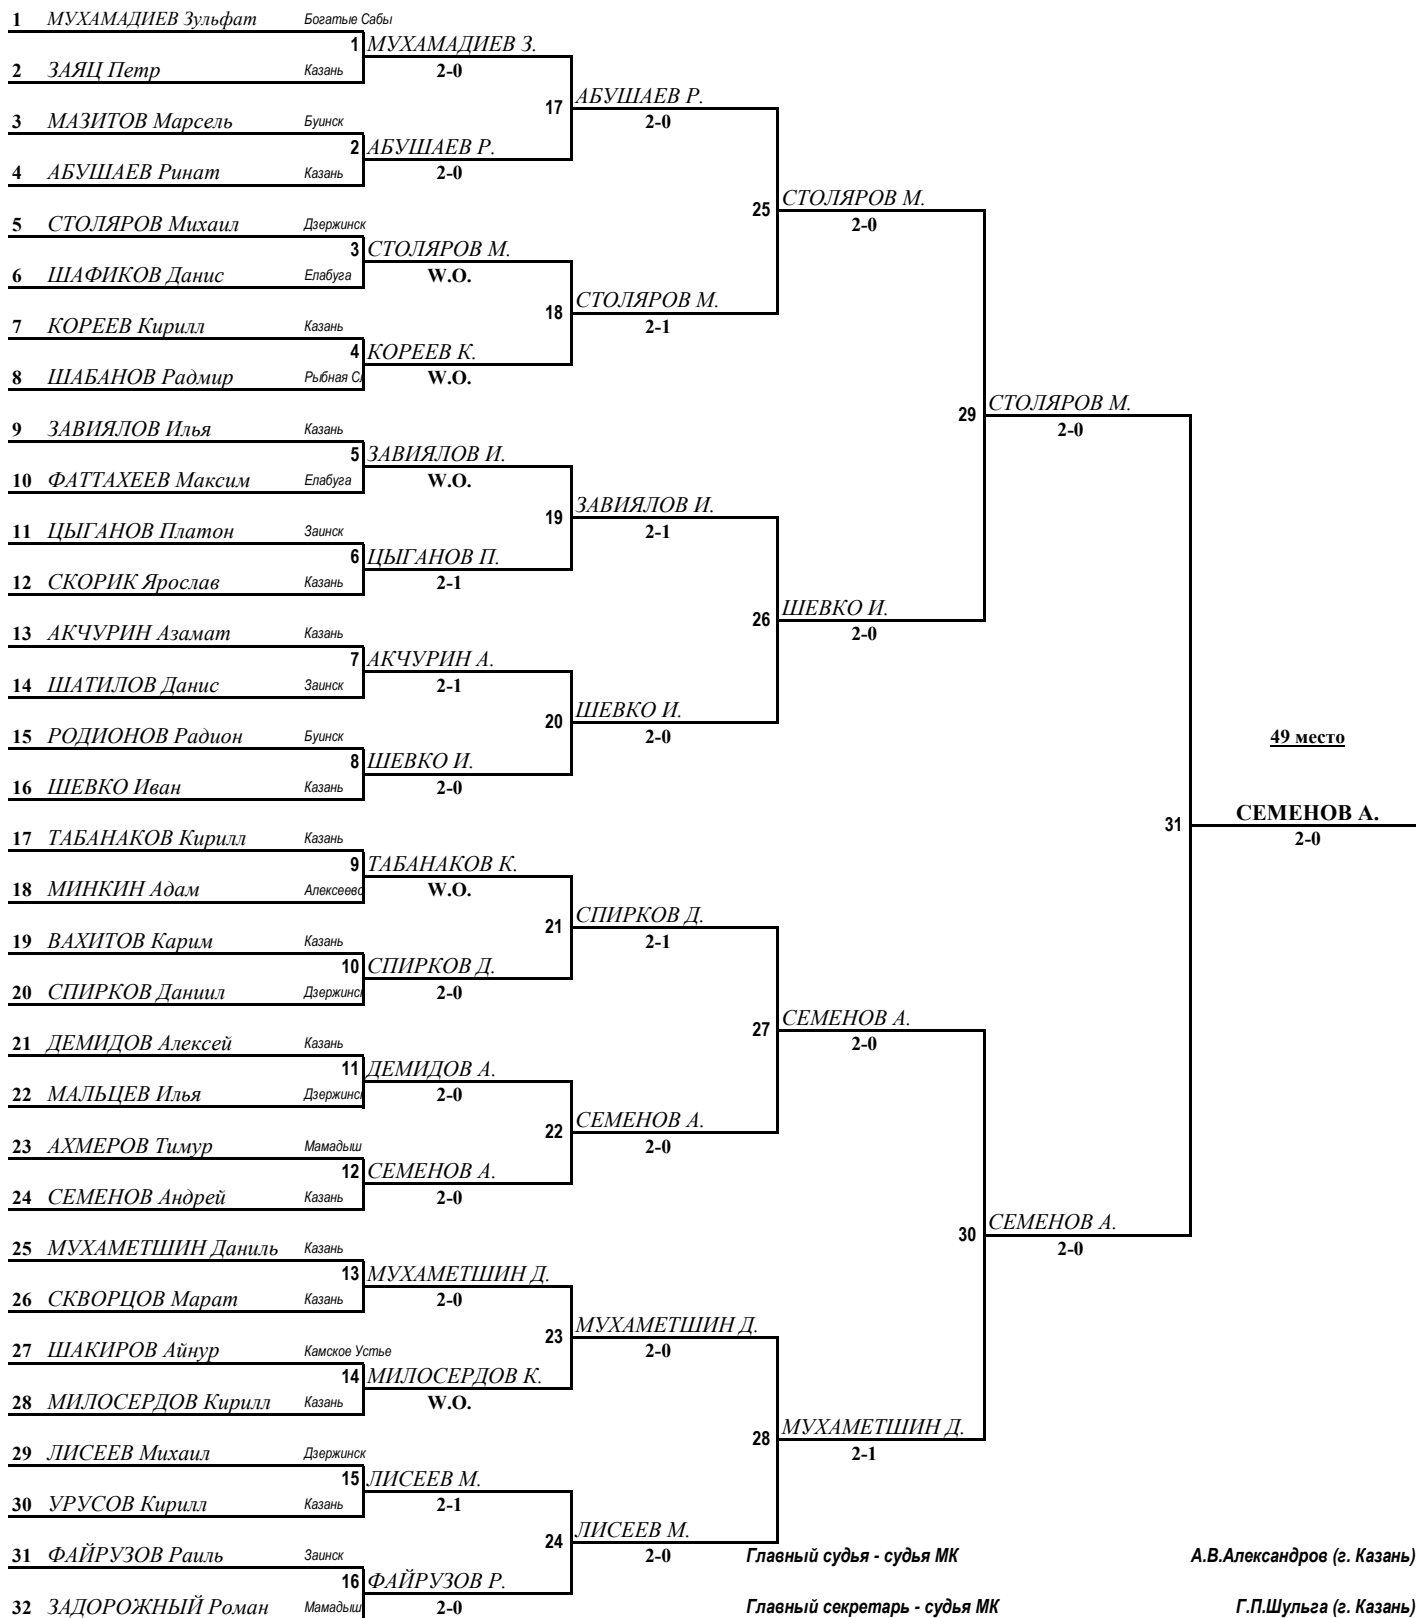 1 МУХАМАДИЕВ Зульфат Богатые Сабы
1 МУХАМАДИЕВ З.
2 ЗАЯЦ Петр Казань 2-0
17 АБУШАЕВ Р.
3 МАЗИТОВ Марсель Буинск 2-0
2 АБУШАЕВ Р.
4 АБУШАЕВ Ринат Казань 2-0
25 СТОЛЯРОВ М.
5 СТОЛЯРОВ Михаил Дзержинск 2-0
3 СТОЛЯРОВ М.
6 ШАФИКОВ Данис Елабуга W.O.
18 СТОЛЯРОВ М.
7 КОРЕЕВ Кирилл Казань 2-1
4 КОРЕЕВ К.
8 ШАБАНОВ Радмир Рыбная Сл W.O.
29 СТОЛЯРОВ М.
9 ЗАВИЯЛОВ Илья Казань 2-0
5 ЗАВИЯЛОВ И.
10 ФАТТАХЕЕВ Максим Елабуга W.O.
19 ЗАВИЯЛОВ И.
11 ЦЫГАНОВ Платон Заинск 2-1
6 ЦЫГАНОВ П.
12 СКОРИК Ярослав Казань 2-1
26 ШЕВКО И.
13 АКЧУРИН Азамат Казань 2-0
7 АКЧУРИН А.
14 ШАТИЛОВ Данис Заинск 2-1
20 ШЕВКО И.
15 РОДИОНОВ Радион Буинск 2-0 49 место
8 ШЕВКО И.
16 ШЕВКО Иван Казань 2-0
31 СЕМЕНОВ А.
17 ТАБАНАКОВ Кирилл Казань 2-0
9 ТАБАНАКОВ К.
18 МИНКИН Адам Алексеевс W.O.
21 СПИРКОВ Д.
19 ВАХИТОВ Карим Казань 2-1
10 СПИРКОВ Д.
20 СПИРКОВ Даниил Дзержинск 2-0
27 СЕМЕНОВ А.
21 ДЕМИДОВ Алексей Казань 2-0
11 ДЕМИДОВ А.
22 МАЛЬЦЕВ Илья Дзержинск 2-0
22 СЕМЕНОВ А.
23 АХМЕРОВ Тимур Мамадыш 2-0
12 СЕМЕНОВ А.
24 СЕМЕНОВ Андрей Казань 2-0
30 СЕМЕНОВ А.
25 МУХАМЕТШИН Даниль Казань 2-0
13 МУХАМЕТШИН Д.
26 СКВОРЦОВ Марат Казань 2-0
23 МУХАМЕТШИН Д.
27 ШАКИРОВ Айнур Камское Устье 2-0
14 МИЛОСЕРДОВ К.
28 МИЛОСЕРДОВ Кирилл Казань W.O.
28 МУХАМЕТШИН Д.
29 ЛИСЕЕВ Михаил Дзержинск 2-1
15 ЛИСЕЕВ М.
30 УРУСОВ Кирилл Казань 2-1
24 ЛИСЕЕВ М.
31 ФАЙРУЗОВ Раиль Заинск 2-0 Главный судья - судья МК А.В.Александров (г. Казань)
16 ФАЙРУЗОВ Р.
32 ЗАДОРОЖНЫЙ Роман Мамадыш 2-0 Главный секретарь - судья МК Г.П.Шульга (г. Казань)